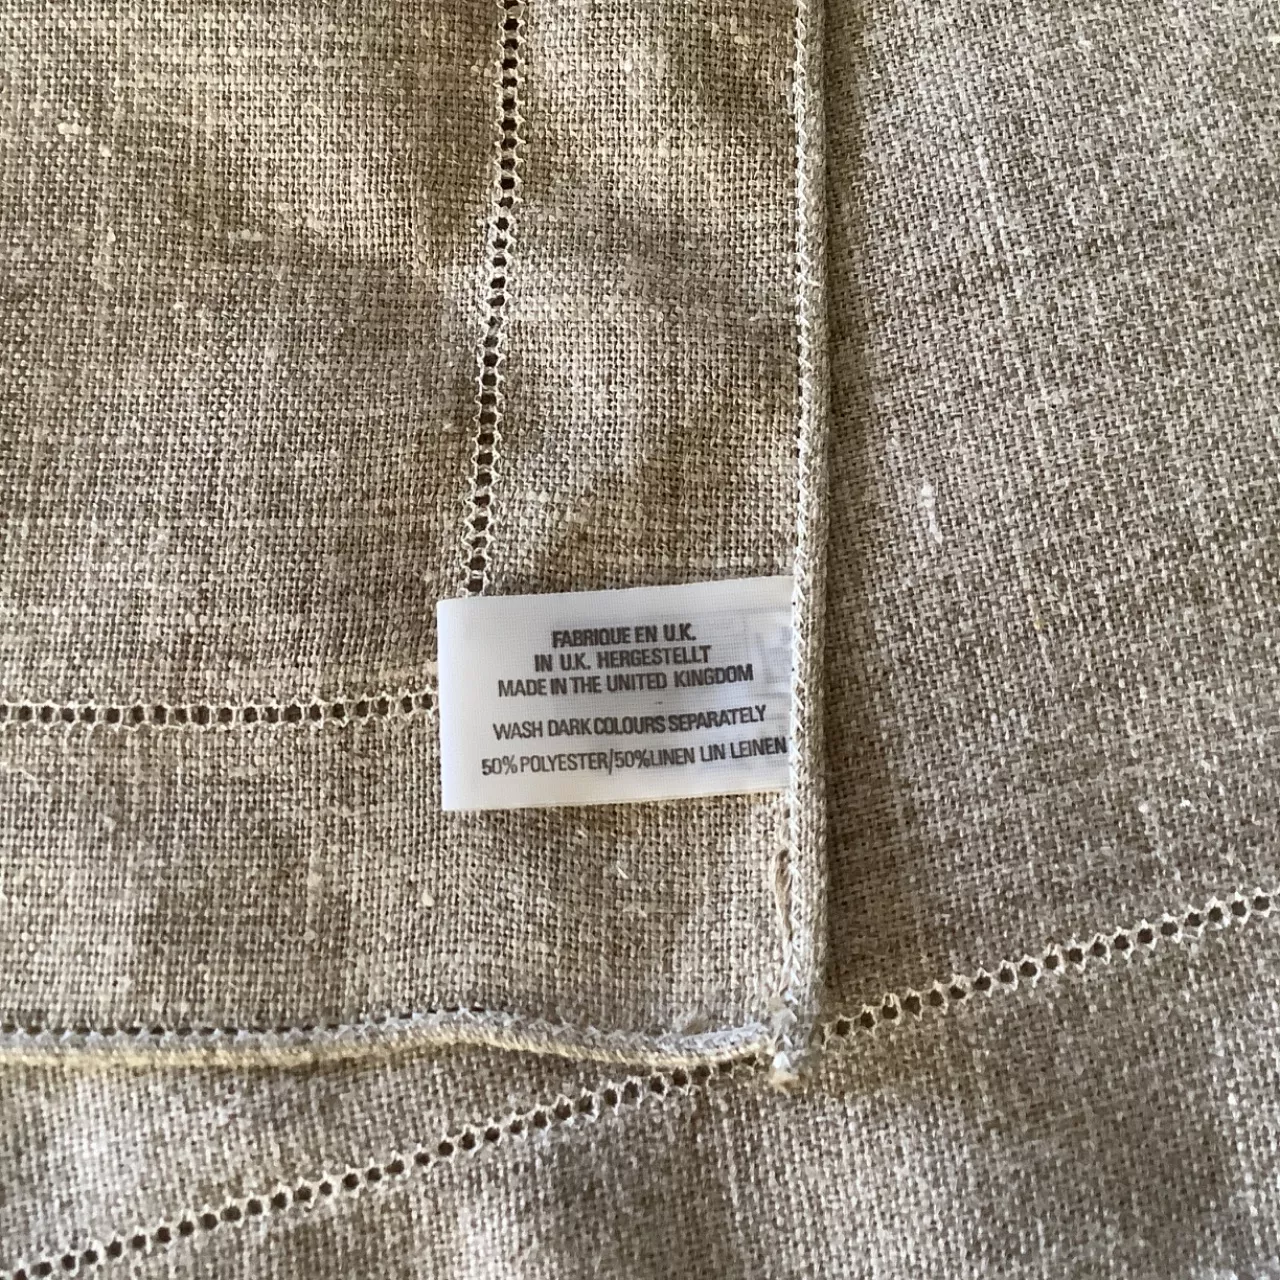 FABRIQUE EN U.K.
IN U.K. HERGESTELLT
MADE IN THE UNITED KINGDOM
WASH DARK COLOURS SEPARATELY
50% POLYESTER/50%LINEN LIN LEINEN